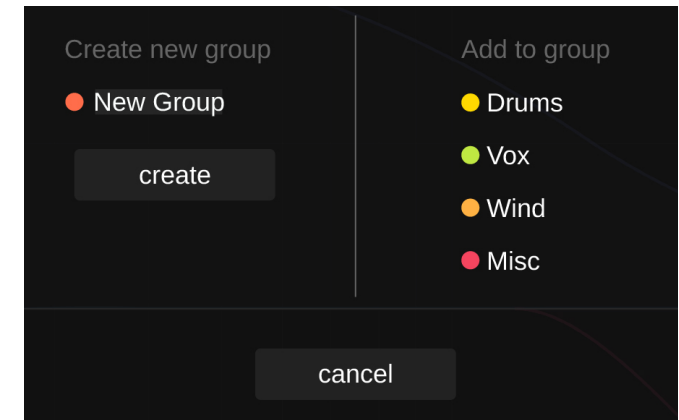 Create new group
New Group
create
Add to group
Drums
Vox
Wind
Misc
cancel